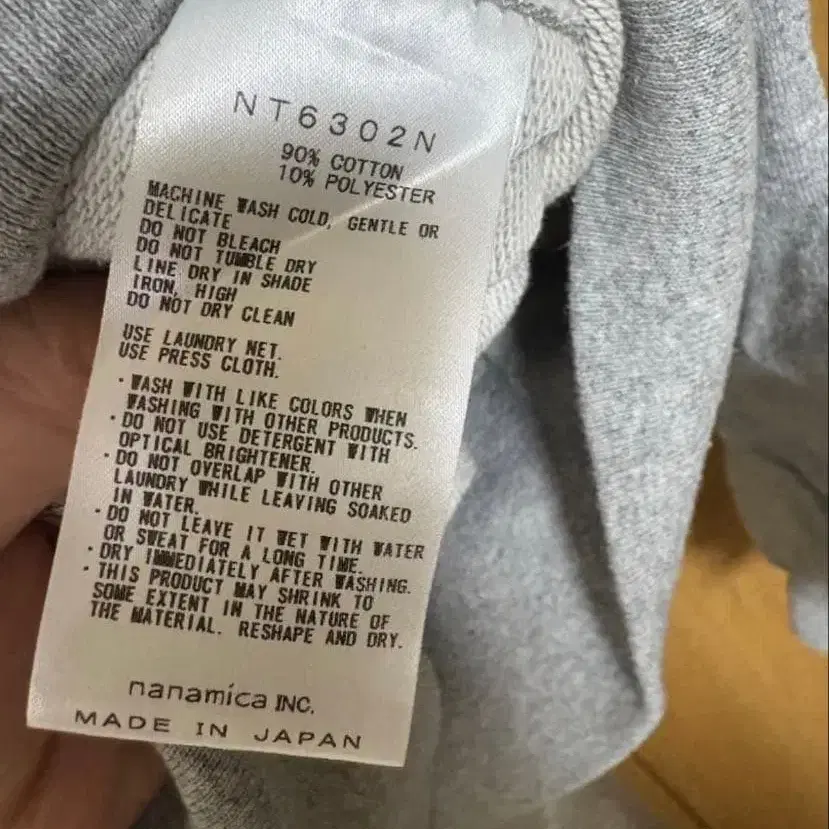 NT6302N
90% COTTON
10% POLYESTER
MACHINE WASH COLD, GENTLE OR
DELICATE
DO NOT BLEACH
DO NOT TUMBLE DRY
LINE DRY IN SHADE
IRON, HIGH
DO NOT DRY CLEAN
USE LAUNDRY NET.
USE PRESS CLOTH.
・WASH WITH LIKE COLORS WHEN
WASHING WITH OTHER PRODUCTS.
・DO NOT USE DETERGENT WITH
OPTICAL BRIGHTENER.
・DO NOT OVERLAP WITH OTHER
LAUNDRY WHILE LEAVING SOAKED
IN WATER.
・DO NOT LEAVE IT WET WITH WATER
OR SWEAT FOR A LONG TIME.
・DRY IMMEDIATELY AFTER WASHING.
・THIS PRODUCT MAY SHRINK TO
SOME EXTENT IN THE NATURE OF
THE MATERIAL. RESHAPE AND DRY.
nanamica INC.
MADE IN JAPAN